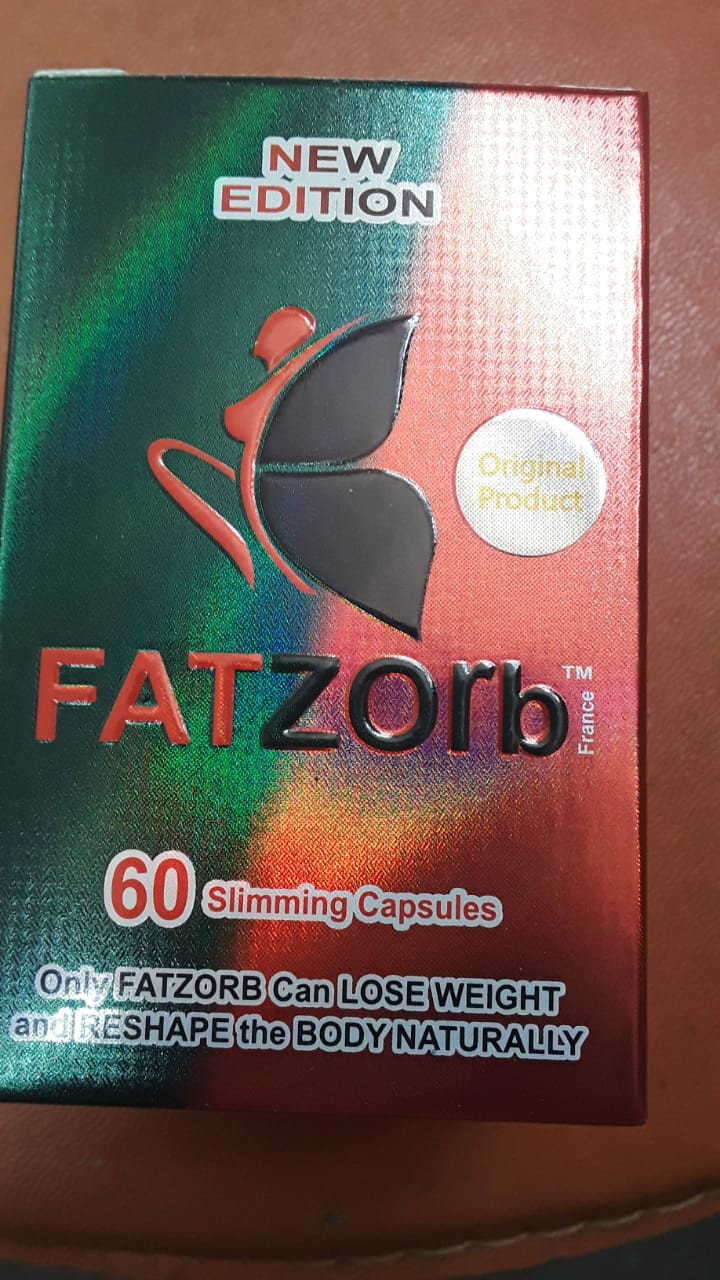 NEW
EDITION
Original
Product
FATZOrb™
France
60 Slimming Capsules
Only FATZORB Can LOSE WEIGHT
and RESHAPE the BODY NATURALLY